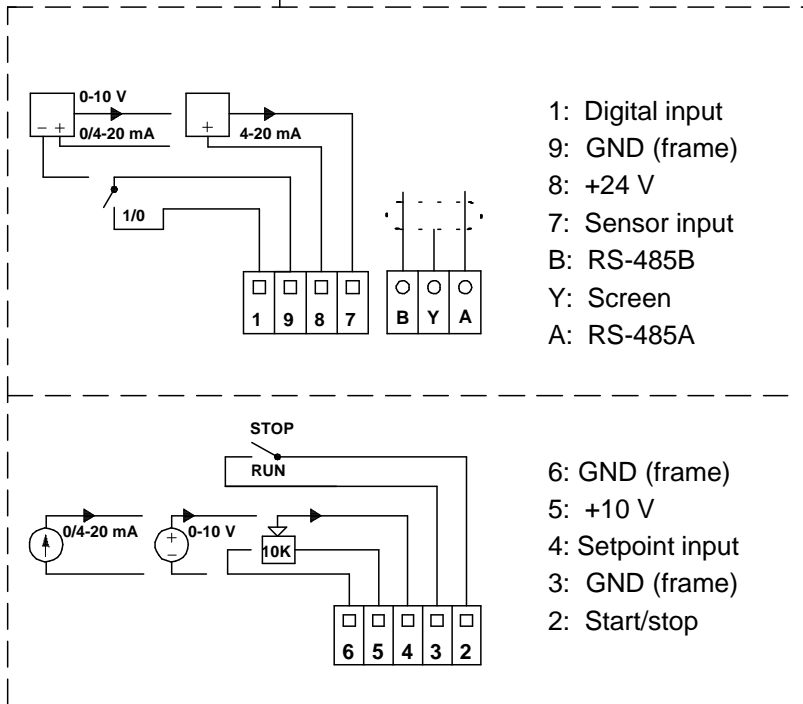 0-10 V
0/4-20 mA
– +
+
4-20 mA
1/0
1 9 8 7
B Y A
1: Digital input
9: GND (frame)
8: +24 V
7: Sensor input
B: RS-485B
Y: Screen
A: RS-485A
STOP
RUN
0/4-20 mA
+
–
0-10 V
10K
6 5 4 3 2
6: GND (frame)
5: +10 V
4: Setpoint input
3: GND (frame)
2: Start/stop